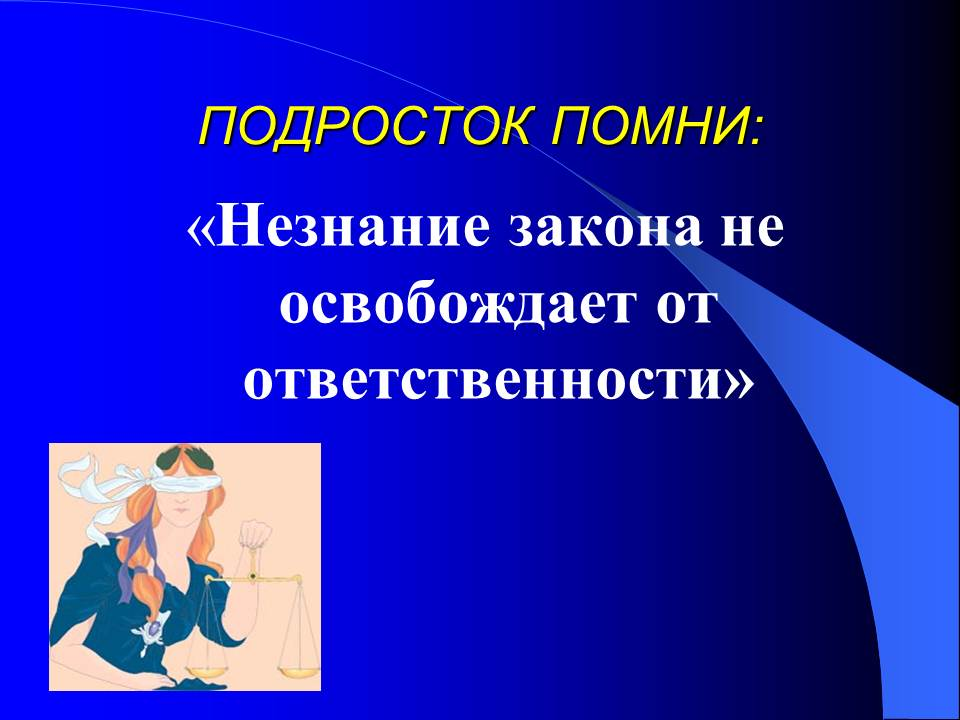 ПОДРОСТОК ПОМНИ:
«Незнание закона не
освобождает от
ответственности»